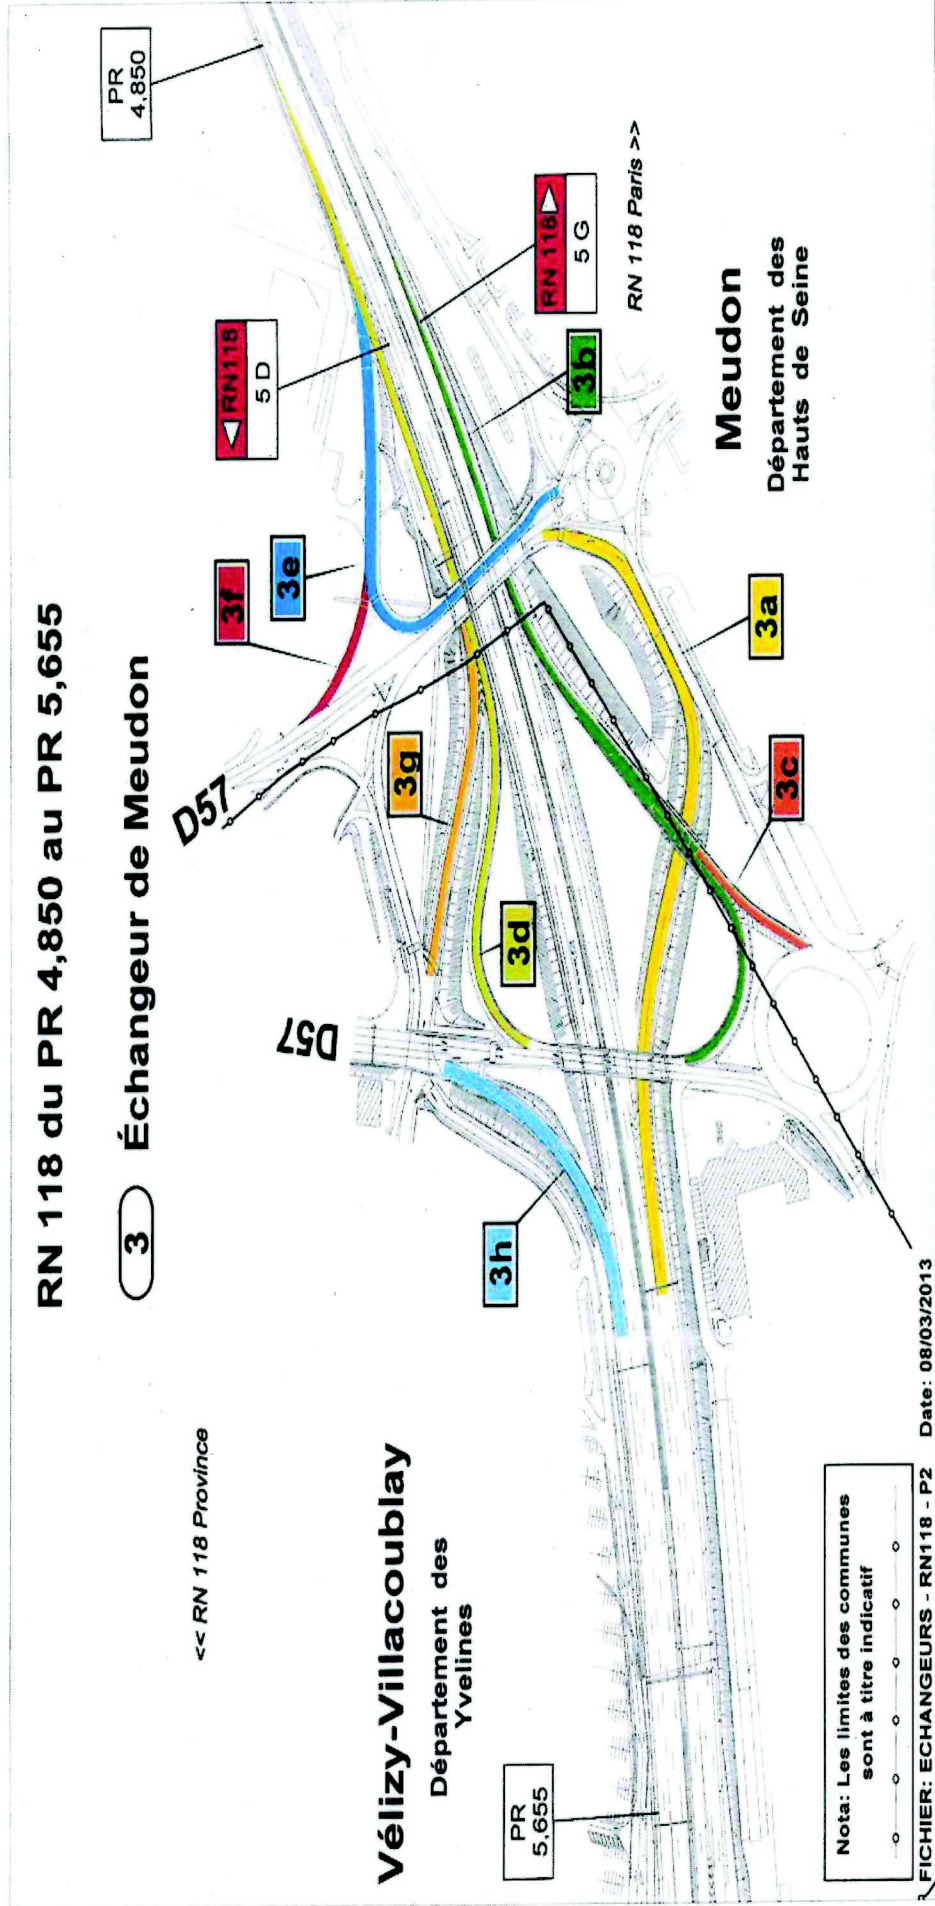 RN 118 du PR 4,850 au PR 5,655
3 Échangeur de Meudon
<< RN 118 Province
Vélizy-Villacoublay
Département des
Yvelines
PR
5,655
D57
D57
3h
3d
3g
3f
3e
RN118
5 D
PR
4,850
RN 118
5 G
RN 118 Paris >>
3b
3a
3c
Meudon
Département des
Hauts de Seine
Nota: Les limites des communes
sont à titre indicatif
FICHIER: ECHANGEURS - RN118 - P2 Date: 08/03/2013